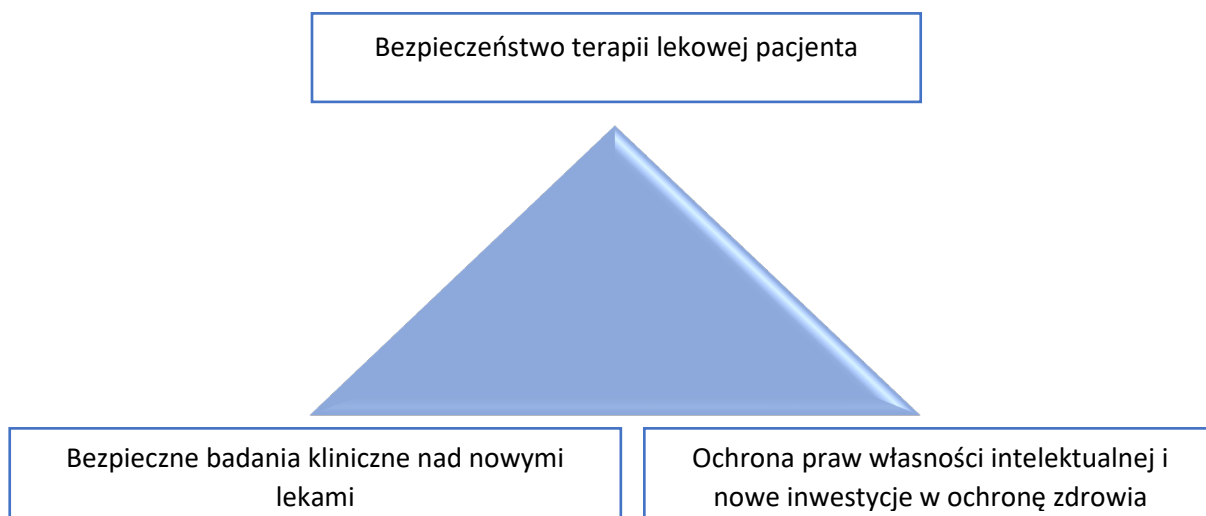 Bezpieczeństwo terapii lekowej pacjenta
Bezpieczne badania kliniczne nad nowymi
lekami
Ochrona praw własności intelektualnej i
nowe inwestycje w ochronę zdrowia